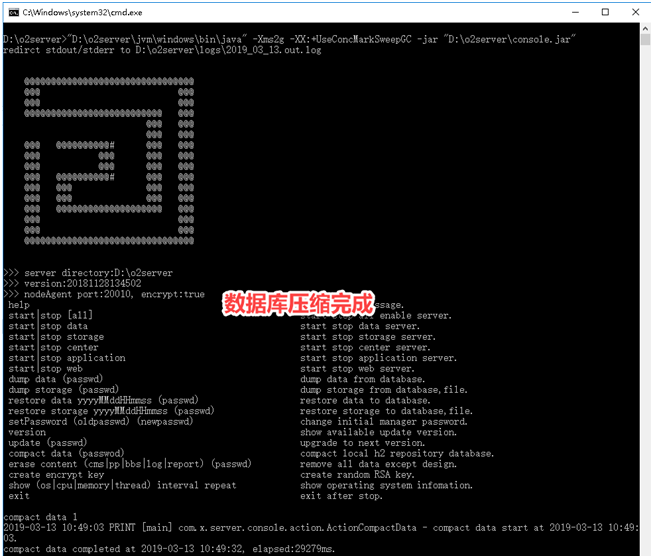 C:\Windows\system32\cmd.exe
D:\o2server>"D:\o2server\jvm\windows\bin\java" -Xms2g -XX:+UseConcMarkSweepGC -jar "D:\o2server\console.jar"
redirct stdout/stderr to D:\o2server\logs\2019_03_13.out.log
>>> server directory:D:\o2server
>>> version:20181128134502
>>> nodeAgent port:20010, encrypt:true
数据库压缩完成
help ssage.
start|stop [all] start stop all enable server.
start|stop data start stop data server.
start|stop storage start stop storage server.
start|stop center start stop center server.
start|stop application start stop application server.
start|stop web start stop web server.
dump data (passwd) dump data from database.
dump storage (passwd) dump storage from database,file.
restore data yyyyMMddHHmmss (passwd) restore data to database.
restore storage yyyyMMddHHmmss (passwd) restore storage to database,file.
setPassword (oldpasswd) (newpasswd) change initial manager password.
version show available update version.
update (passwd) upgrade to next version.
compact data (passwod) compact local h2 repository database.
erase content (cms|pp|bbs|log|report) (passwd) remove all data except design.
create encrypt key create random RSA key.
show (os|cpu|memory|thread) interval repeat show operating system infomation.
exit exit after stop.
compact data 1
2019-03-13 10:49:03 PRINT [main] com.x.server.console.action.ActionCompactData - compact data start at 2019-03-13 10:49:
03.
compact data completed at 2019-03-13 10:49:32, elapsed:29279ms.